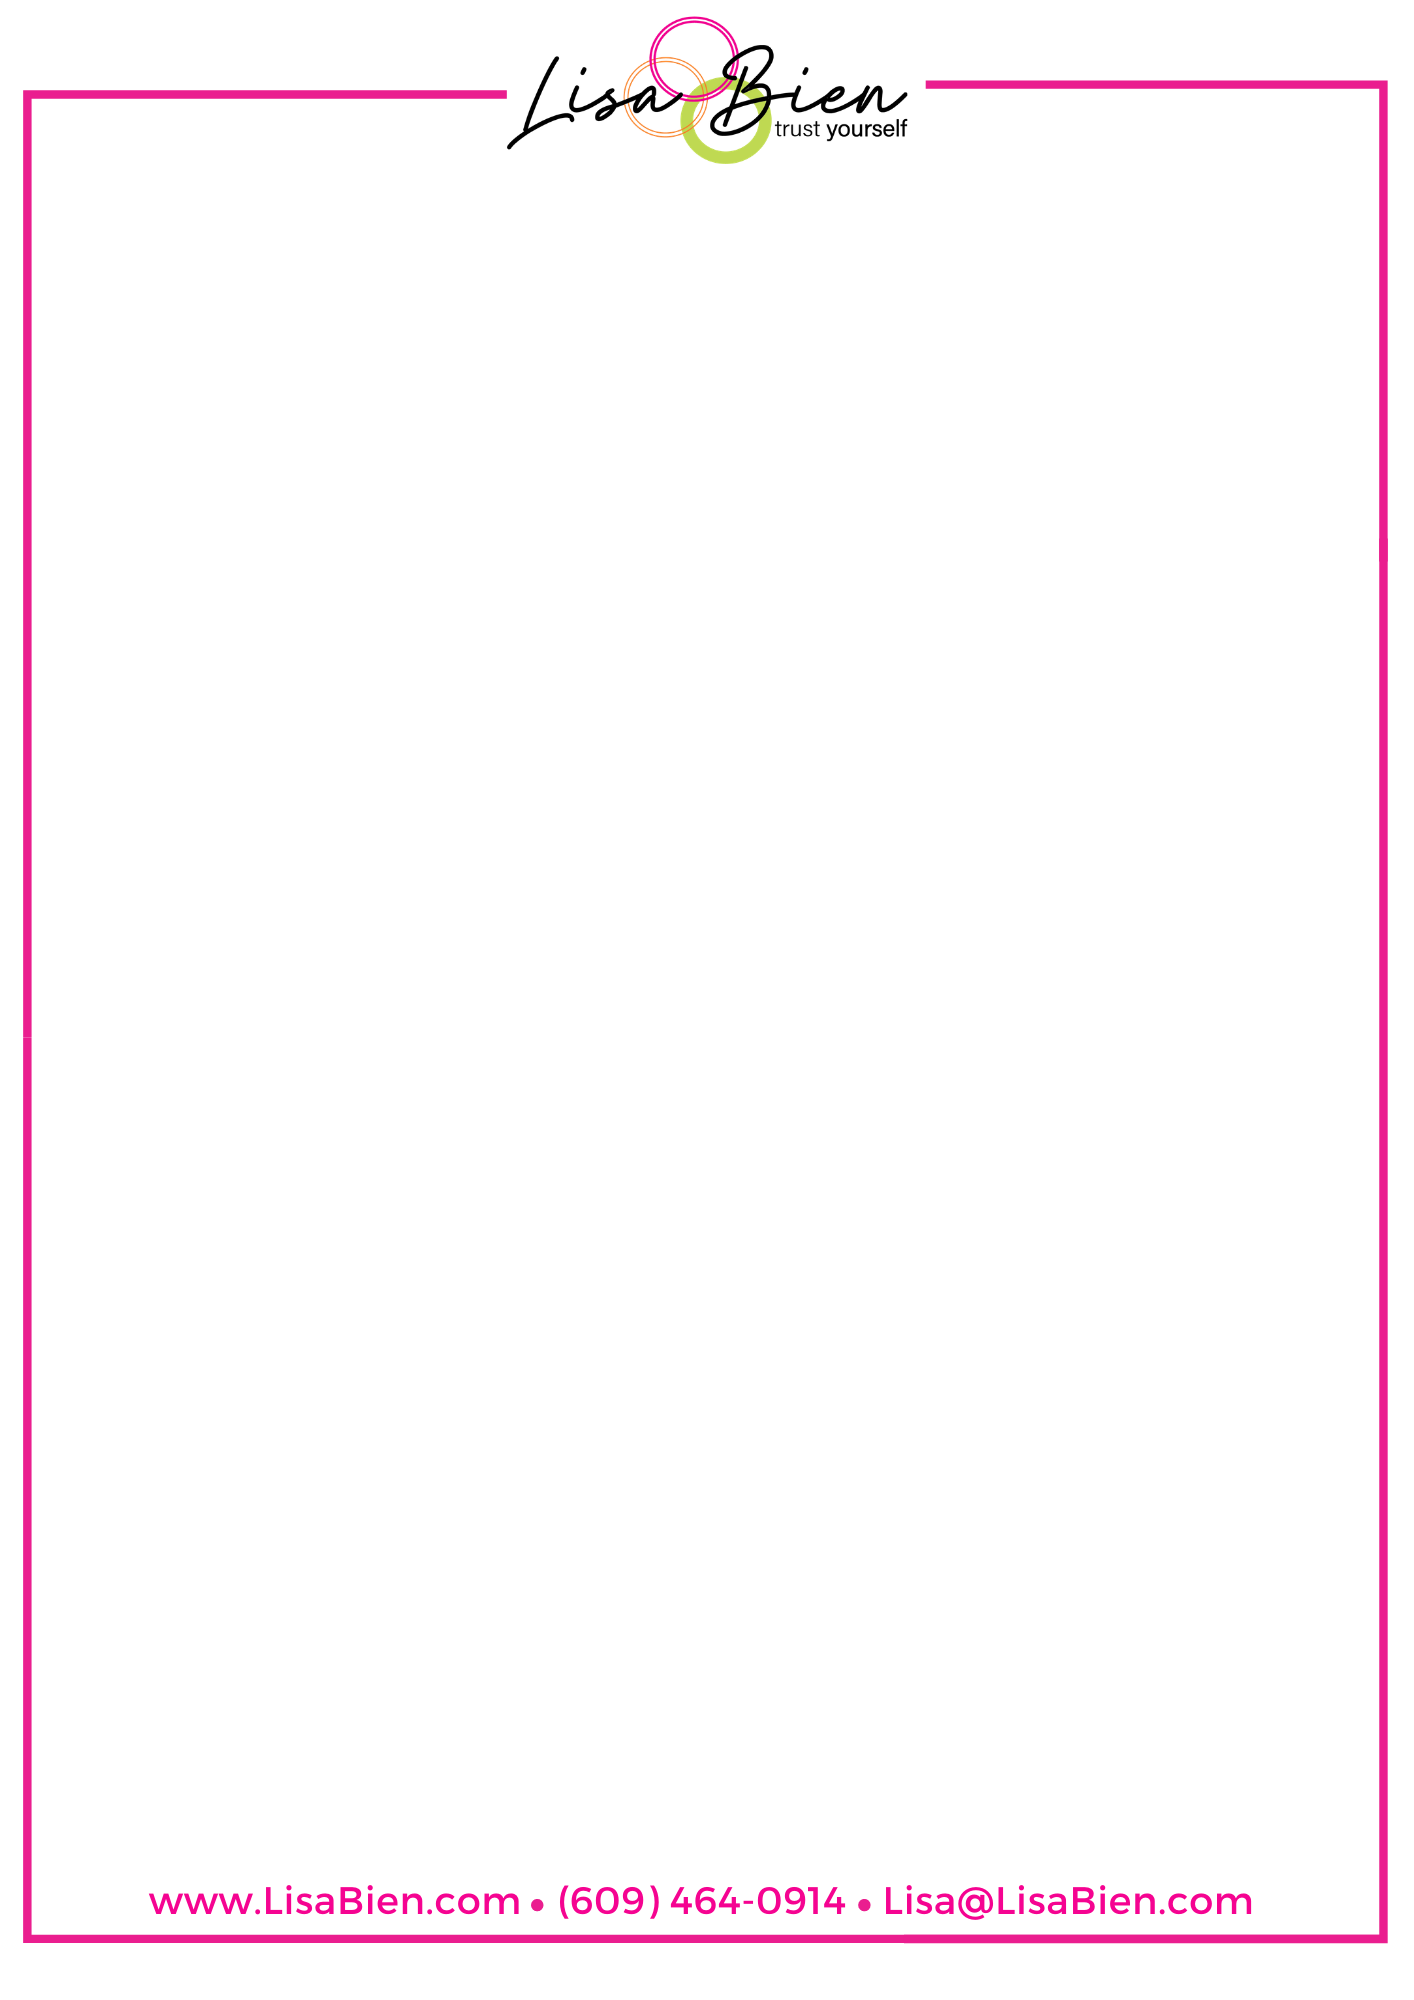 Lisa Bien
trust yourself
www.LisaBien.com • (609) 464-0914 • Lisa@LisaBien.com